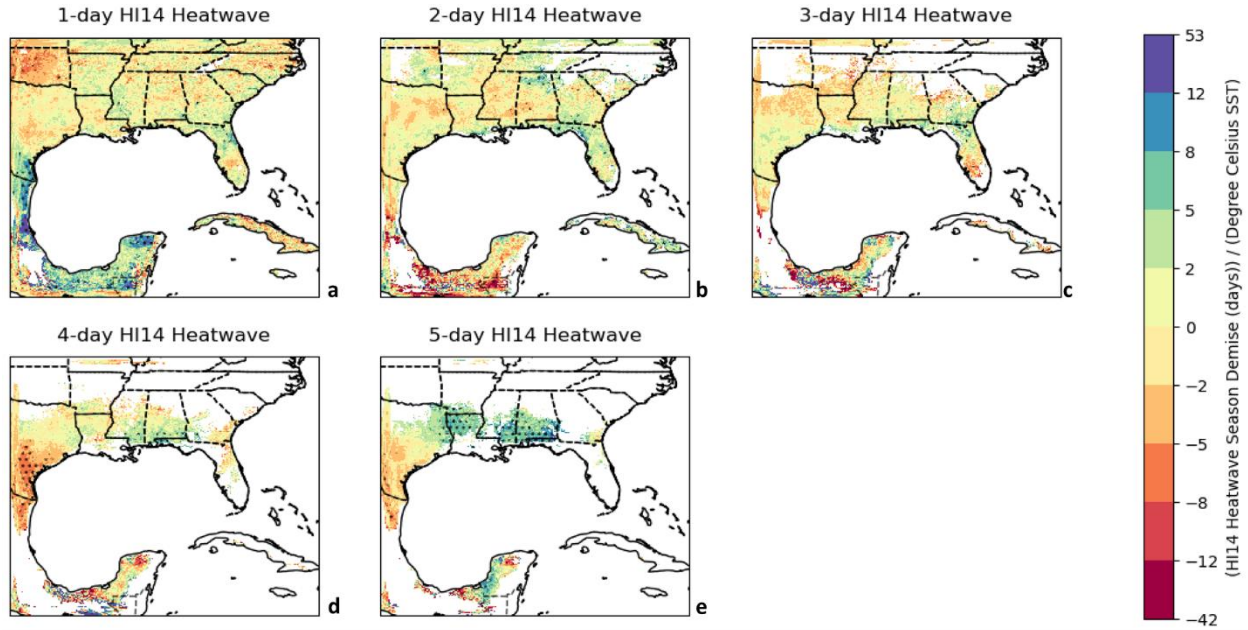 1-day HI14 Heatwave
2-day HI14 Heatwave
3-day HI14 Heatwave
a
b
c
4-day HI14 Heatwave
5-day HI14 Heatwave
d
e
53
12
8
5
2
0
−2
−5
−8
−12
−42
(HI14 Heatwave Season Demise (days)) / (Degree Celsius SST)